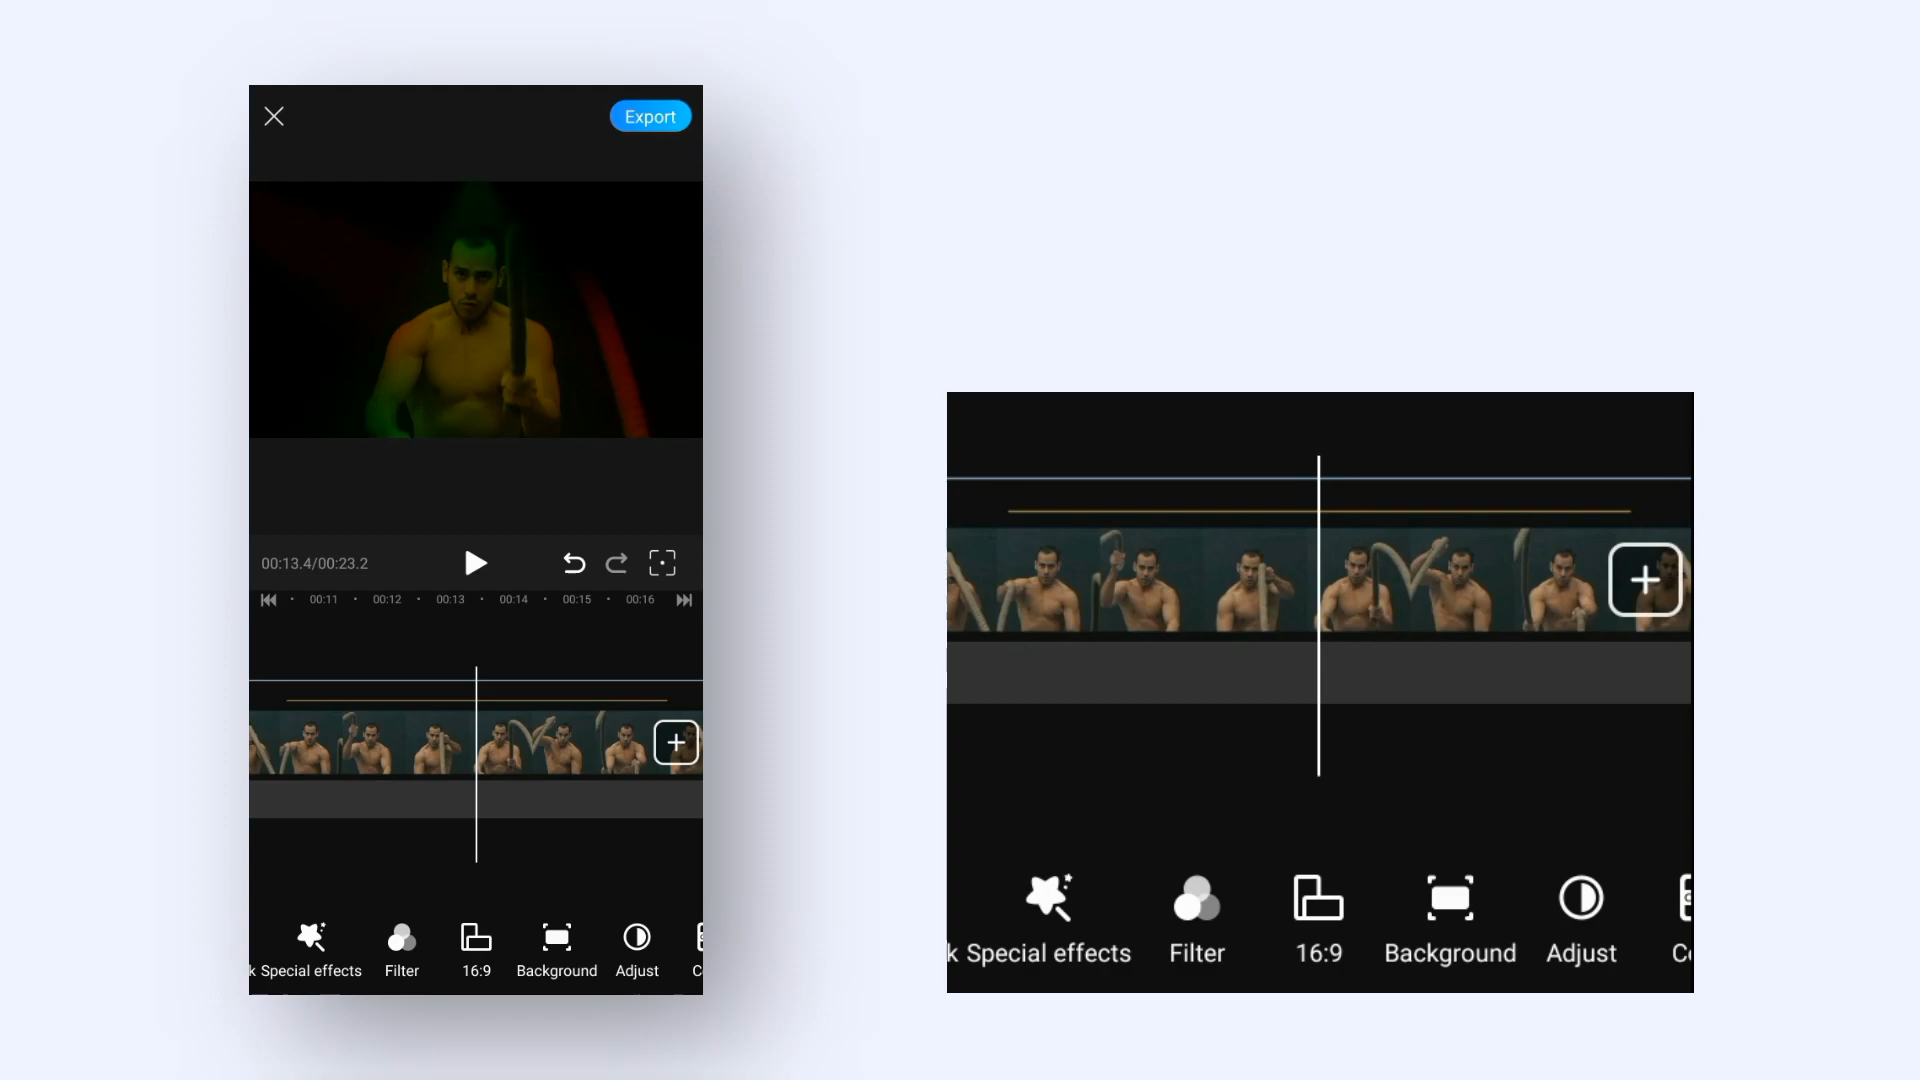 Export
00:13.4/00:23.2
00:11 00:12 00:13 00:14 00:15 00:16
k Special effects Filter 16:9 Background Adjust C
k Special effects Filter 16:9 Background Adjust C